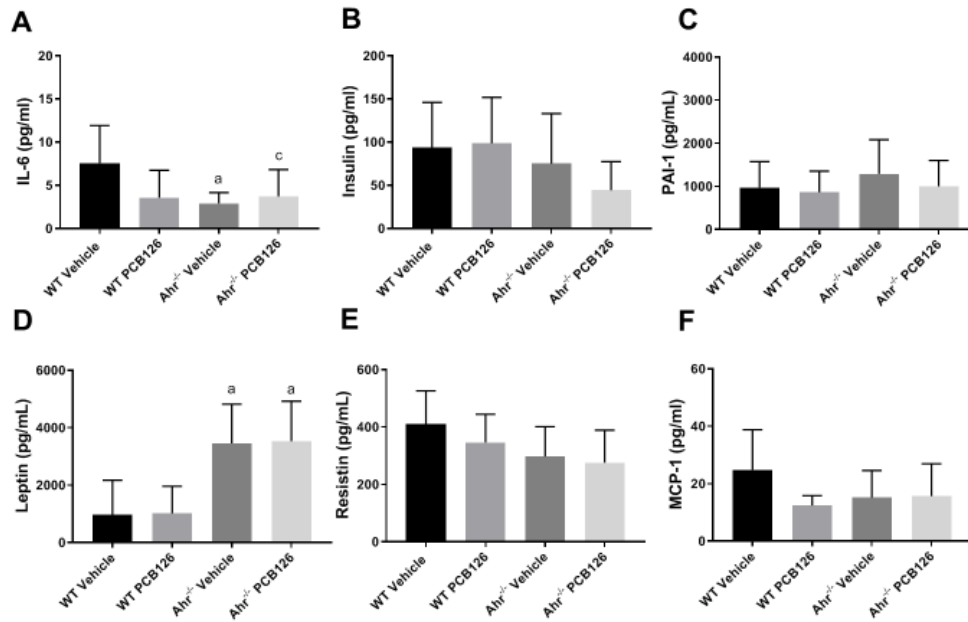 A
IL-6 (pg/ml)
20
15
10
5
0
a
c
WT Vehicle
WT PCB126
Ahr-/- Vehicle
Ahr-/- PCB126
B
Insulin (pg/ml)
200
150
100
50
0
WT Vehicle
WT PCB126
Ahr-/- Vehicle
Ahr-/- PCB126
C
PAI-1 (pg/mL)
4000
3000
2000
1000
0
WT Vehicle
WT PCB126
Ahr-/- Vehicle
Ahr-/- PCB126
D
Leptin (pg/mL)
6000
4000
2000
0
a
a
WT Vehicle
WT PCB126
Ahr-/- Vehicle
Ahr-/- PCB126
E
Resistin (pg/mL)
600
400
200
0
WT Vehicle
WT PCB126
Ahr-/- Vehicle
Ahr-/- PCB126
F
MCP-1 (pg/ml)
60
40
20
0
WT Vehicle
WT PCB126
Ahr-/- Vehicle
Ahr-/- PCB126